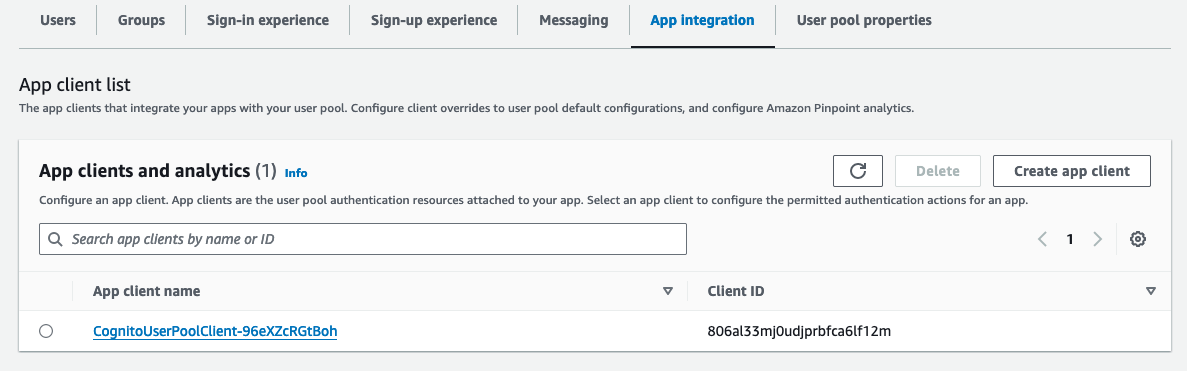 Users Groups Sign-in experience Sign-up experience Messaging App integration User pool properties
App client list
The app clients that integrate your apps with your user pool. Configure client overrides to user pool default configurations, and configure Amazon Pinpoint analytics.
App clients and analytics (1) Info Delete Create app client
Configure an app client. App clients are the user pool authentication resources attached to your app. Select an app client to configure the permitted authentication actions for an app.
Search app clients by name or ID 1
App client name Client ID
CognitoUserPoolClient-96eXZcRGtBoh 806al33mj0udjprbfca6lf12m